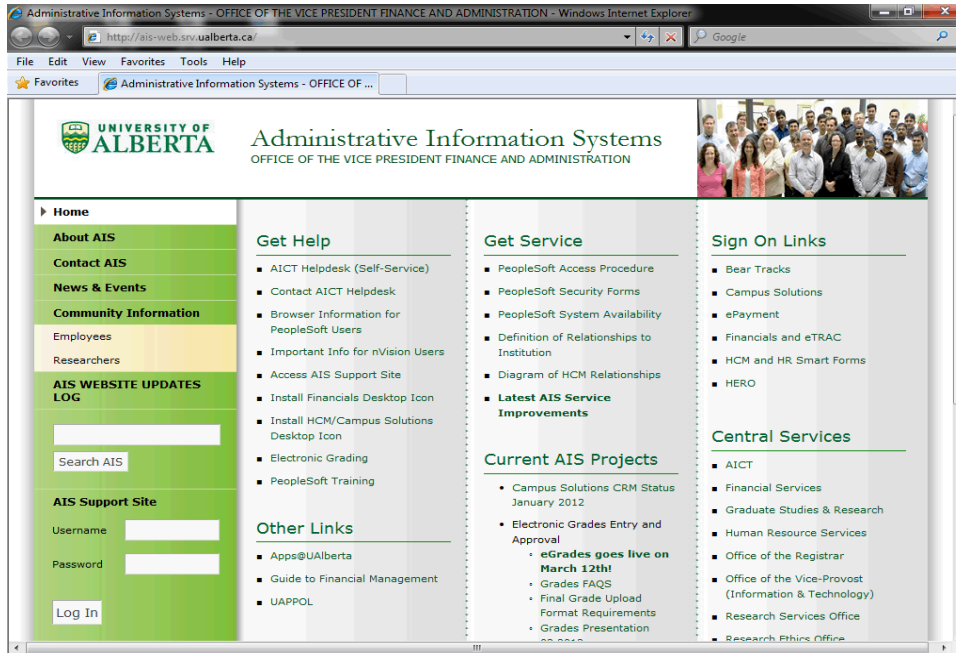 Administrative Information Systems - OFFICE OF THE VICE PRESIDENT FINANCE AND ADMINISTRATION - Windows Internet Explorer
http://ais-web.srv.ualberta.ca/
Google
File Edit View Favorites Tools Help
Favorites
Administrative Information Systems - OFFICE OF ...
UNIVERSITY OF
ALBERTA
Administrative Information Systems
OFFICE OF THE VICE PRESIDENT FINANCE AND ADMINISTRATION
Home
About AIS
Contact AIS
News & Events
Community Information
Employees
Researchers
AIS WEBSITE UPDATES
LOG
Search AIS
AIS Support Site
Username
Password
Log In
Get Help
AICT Helpdesk (Self-Service)
Contact AICT Helpdesk
Browser Information for
PeopleSoft Users
Important Info for nVision Users
Access AIS Support Site
Install Financials Desktop Icon
Install HCM/Campus Solutions
Desktop Icon
Electronic Grading
PeopleSoft Training
Other Links
Apps@UAlberta
Guide to Financial Management
UAPPOL
Get Service
PeopleSoft Access Procedure
PeopleSoft Security Forms
PeopleSoft System Availability
Definition of Relationships to
Institution
Diagram of HCM Relationships
Latest AIS Service
Improvements
Current AIS Projects
Campus Solutions CRM Status
January 2012
Electronic Grades Entry and
Approval
eGrades goes live on
March 12th!
Grades FAQS
Final Grade Upload
Format Requirements
Grades Presentation
Sign On Links
Bear Tracks
Campus Solutions
ePayment
Financials and eTRAC
HCM and HR Smart Forms
HERO
Central Services
AICT
Financial Services
Graduate Studies & Research
Human Resource Services
Office of the Registrar
Office of the Vice-Provost
(Information & Technology)
Research Services Office
Research Ethics Office